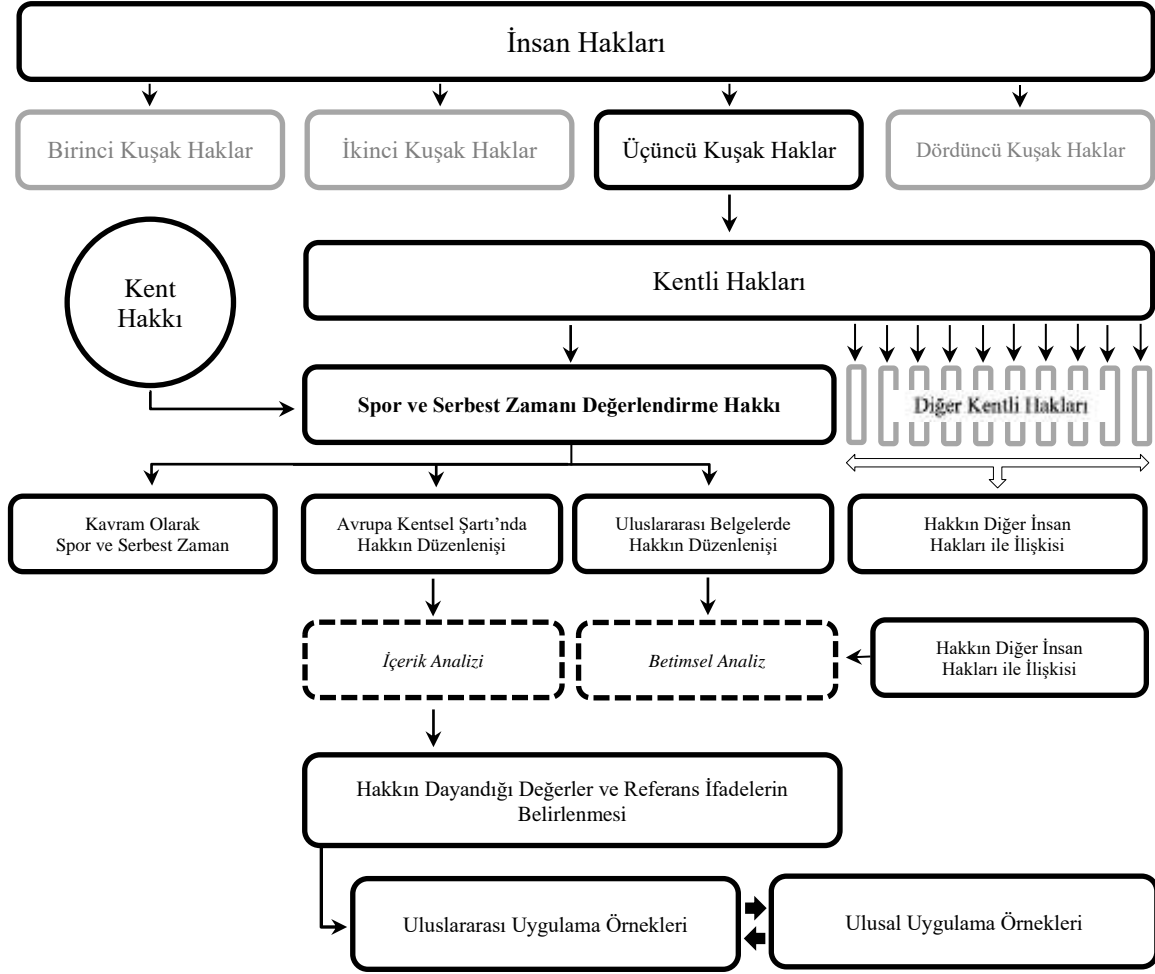 İnsan Hakları
Birinci Kuşak Haklar
İkinci Kuşak Haklar
Üçüncü Kuşak Haklar
Dördüncü Kuşak Haklar
Kent
Hakkı
Kentli Hakları
Spor ve Serbest Zamanı Değerlendirme Hakkı
Diğer Kentli Hakları
Kavram Olarak
Spor ve Serbest Zaman
Avrupa Kentsel Şartı’nda
Hakkın Düzenlenişi
Uluslararası Belgelerde
Hakkın Düzenlenişi
Hakkın Diğer İnsan
Hakları ile İlişkisi
İçerik Analizi
Betimsel Analiz
Hakkın Diğer İnsan
Hakları ile İlişkisi
Hakkın Dayandığı Değerler ve Referans İfadelerin
Belirlenmesi
Uluslararası Uygulama Örnekleri
Ulusal Uygulama Örnekleri